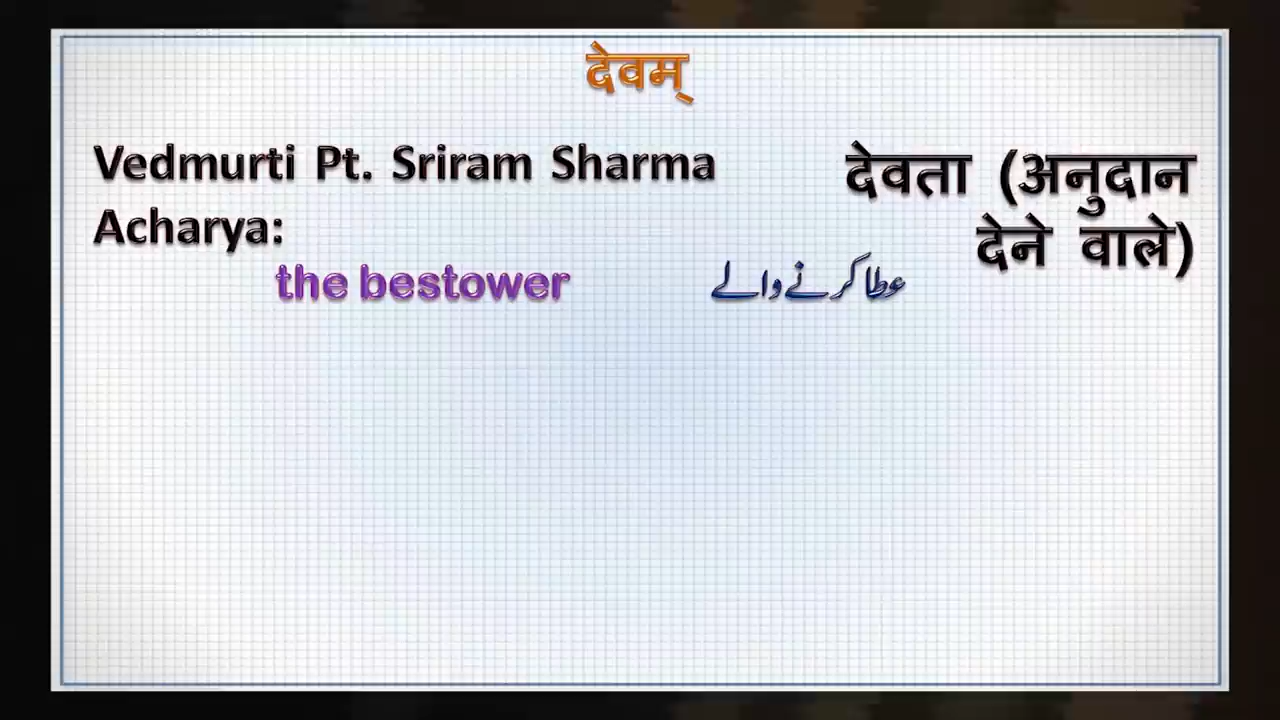 देवम्
Vedmurti Pt. Sriram Sharma
Acharya:
देवता (अनुदान
देने वाले)
the bestower
عطا کرنے والے